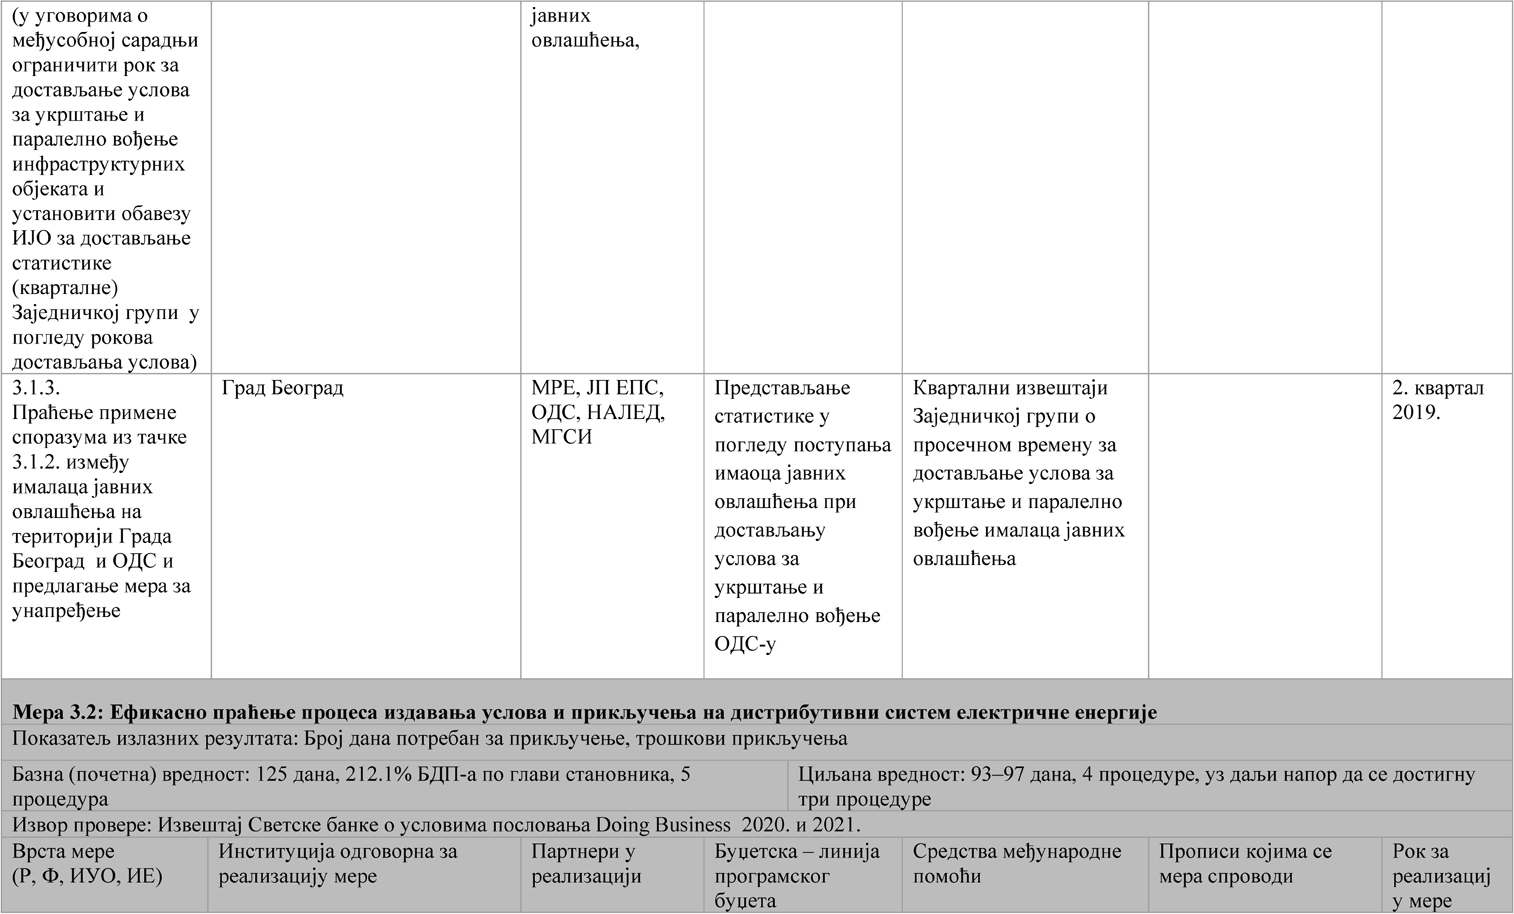 (у уговорима о
међусобној сарадњи
ограничити рок за
достављање услова
за укрштање и
паралелно вођење
инфраструктурних
објеката и
установити обавезу
ИЈО за достављање
статистике
(кварталне)
Заједничкој групи у
погледу рокова
достављања услова)
јавних
овлашћења,
3.1.3.
Праћење примене
споразума из тачке
3.1.2. између
ималаца јавних
овлашћења на
територији Града
Београд и ОДС и
предлагање мера за
унапређење
Град Београд
МРЕ, ЈП ЕПС,
ОДС, НАЛЕД,
МГСИ
Представљање
статистике у
погледу поступања
имаоца јавних
овлашћења при
достављању
услова за
укрштање и
паралелно вођење
ОДС-у
Квартални извештаји
Заједничкој групи о
просечном времену за
достављање услова за
укрштање и паралелно
вођење ималаца јавних
овлашћења
2. квартал
2019.
Мера 3.2: Ефикасно праћење процеса издавања услова и прикључења на дистрибутивни систем електричне енергије
Показатељ излазних резултата: Број дана потребан за прикључење, трошкови прикључења
Базна (почетна) вредност: 125 дана, 212.1% БДП-а по глави становника, 5
процедура
Циљана вредност: 93–97 дана, 4 процедуре, уз даљи напор да се достигну
три процедуре
Извор провере: Извештај Светске банке о условима пословања Doing Business 2020. и 2021.
Врста мере
(Р, Ф, ИУО, ИЕ)
Институција одговорна за
реализацију мере
Партнери у
реализацији
Буџетска – линија
програмског
буџета
Средства међународне
помоћи
Прописи којима се
мера спроводи
Рок за
реализациј
у мере